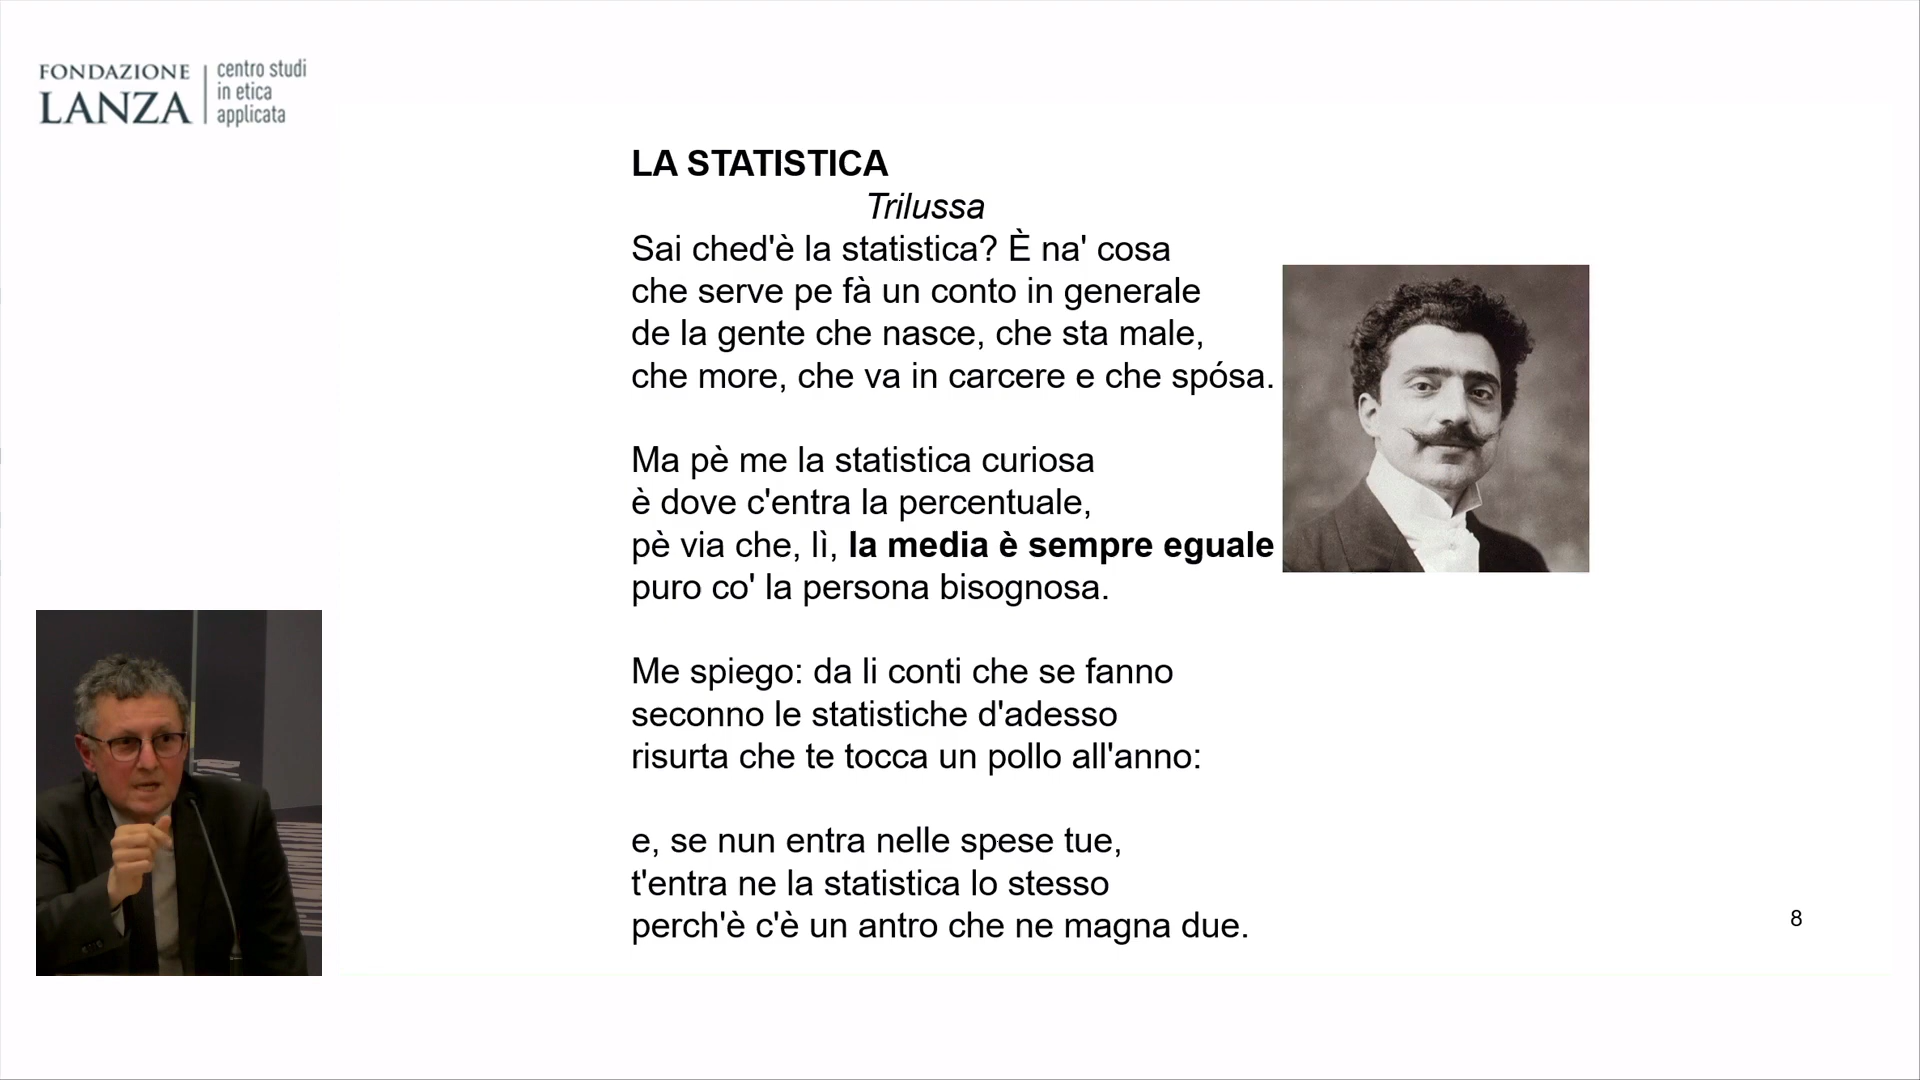 FONDAZIONE
LANZA
centro studi
in etica
applicata
LA STATISTICA
Trilussa
Sai ched'è la statistica? È na' cosa
che serve pe fà un conto in generale
de la gente che nasce, che sta male,
che more, che va in carcere e che spósa.
Ma pè me la statistica curiosa
è dove c'entra la percentuale,
pè via che, lì, la media è sempre eguale
puro co' la persona bisognosa.
Me spiego: da li conti che se fanno
seconno le statistiche d'adesso
risurta che te tocca un pollo all'anno:
e, se nun entra nelle spese tue,
t'entra ne la statistica lo stesso
perch'è c'è un antro che ne magna due.
8